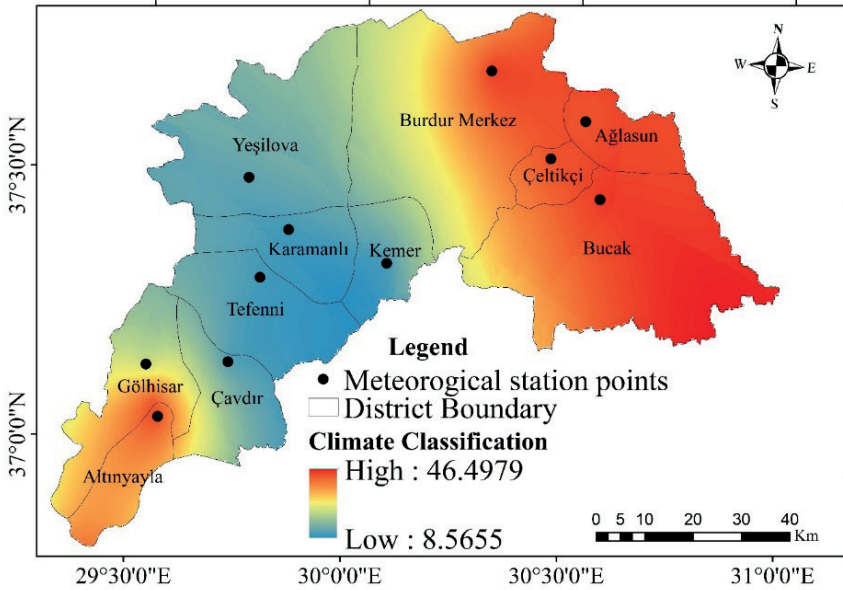 N
W E
S
Burdur Merkez
Ağlasun
Yeşilova
Çeltikçi
37°30'0"N
Karamanlı
Kemer
Bucak
Tefenni
Legend
Meteorogical station points
Gölhisar
Çavdır
District Boundary
37°0'0"N
Climate Classification
High : 46.4979
Altınyayla
Low : 8.5655
0 5 10 20 30 40
Km
29°30'0"E 30°0'0"E 30°30'0"E 31°0'0"E